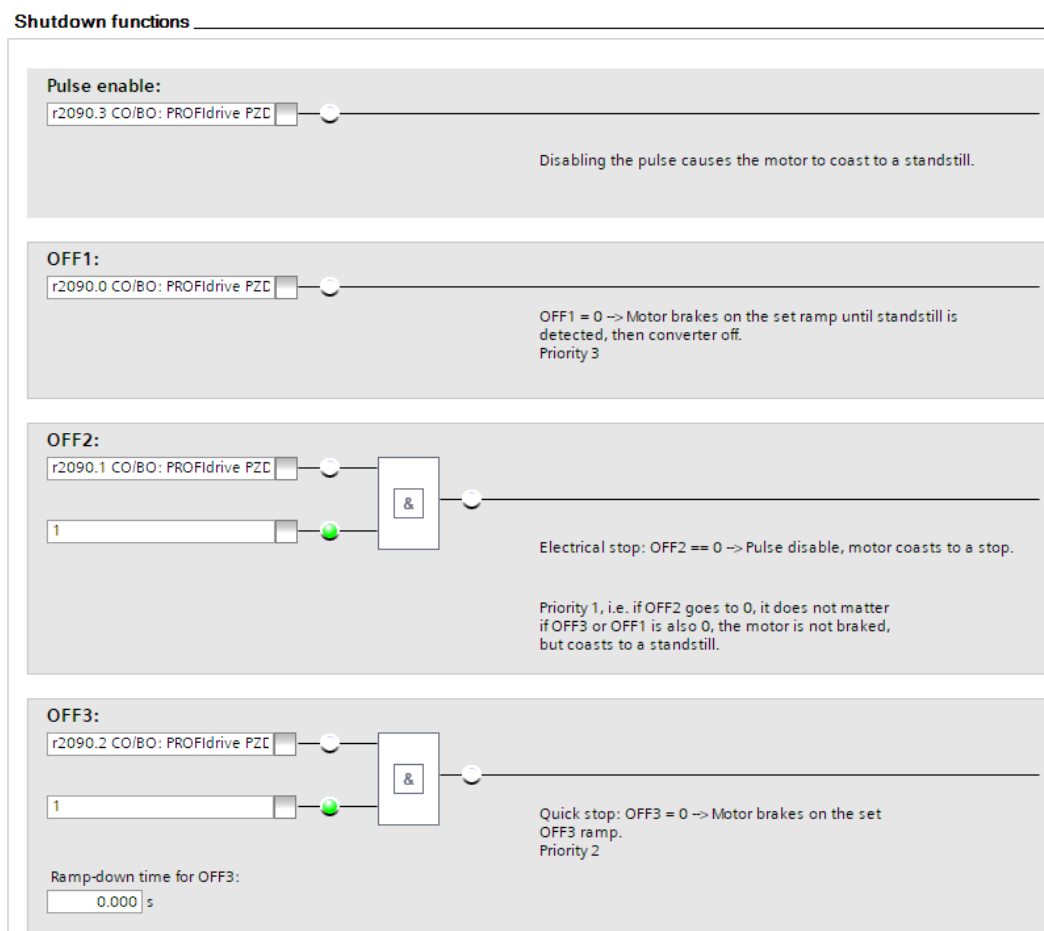 Shutdown functions
Pulse enable:
r2090.3 CO/BO: PROFIdrive PZD
Disabling the pulse causes the motor to coast to a standstill.
OFF1:
r2090.0 CO/BO: PROFIdrive PZD
OFF1 = 0 --> Motor brakes on the set ramp until standstill is
detected, then converter off.
Priority 3
OFF2:
r2090.1 CO/BO: PROFIdrive PZD
&
1
Electrical stop: OFF2 == 0 --> Pulse disable, motor coasts to a stop.
Priority 1, i.e. if OFF2 goes to 0, it does not matter
if OFF3 or OFF1 is also 0, the motor is not braked,
but coasts to a standstill.
OFF3:
r2090.2 CO/BO: PROFIdrive PZD
&
1
Quick stop: OFF3 = 0 --> Motor brakes on the set
OFF3 ramp.
Priority 2
Ramp-down time for OFF3:
0.000 s